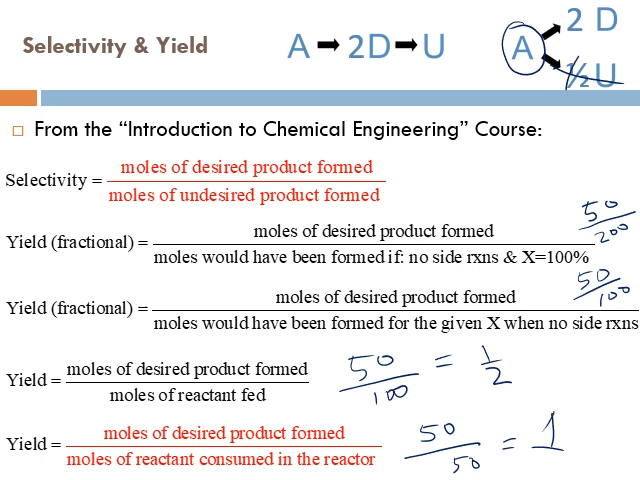 Selectivity & Yield
A → 2D → U
A
2 D
½ U
From the “Introduction to Chemical Engineering” Course:
Selectivity = moles of desired product formed
moles of undesired product formed
Yield (fractional) = moles of desired product formed
moles would have been formed if: no side rxns & X=100%
50
200
Yield (fractional) = moles of desired product formed
moles would have been formed for the given X when no side rxns
50
100
Yield = moles of desired product formed
moles of reactant fed
50
100
= 1
2
Yield = moles of desired product formed
moles of reactant consumed in the reactor
50
50
= 1